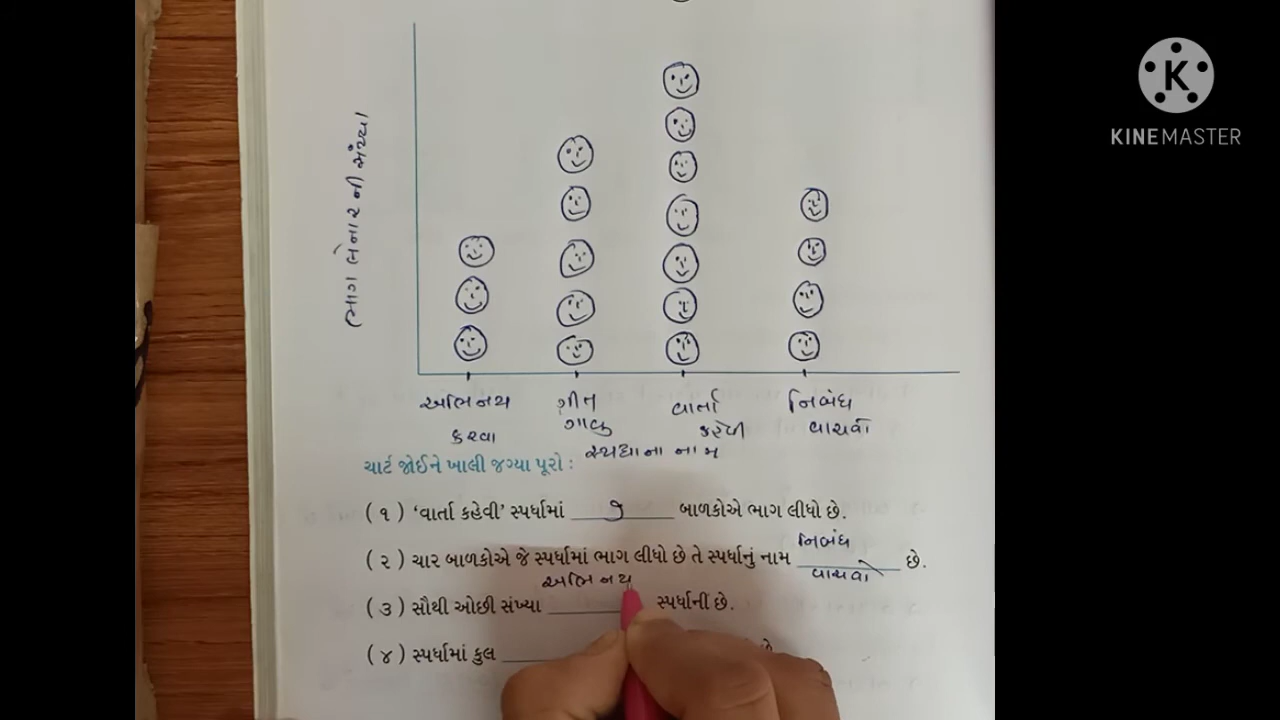 ભાગ લેનાર ની સંખ્યા
અભિનય કરવા
ગીત ગાવુ
વાર્તા કહેવી
નિબંધ વાચવો
સ્પર્ધાના નામ
ચાર્ટ જોઈને ખાલી જગ્યા પૂરો :
(૧) ‘વાર્તા કહેવી’ સ્પર્ધામાં ૭ બાળકોએ ભાગ લીધો છે.
(૨) ચાર બાળકોએ જે સ્પર્ધામાં ભાગ લીધો છે તે સ્પર્ધાનું નામ નિબંધ વાચવો છે.
(૩) સૌથી ઓછી સંખ્યા અભિનય સ્પર્ધાની છે.
(૪) સ્પર્ધામાં કુલ
છે.
K
KINEMASTER